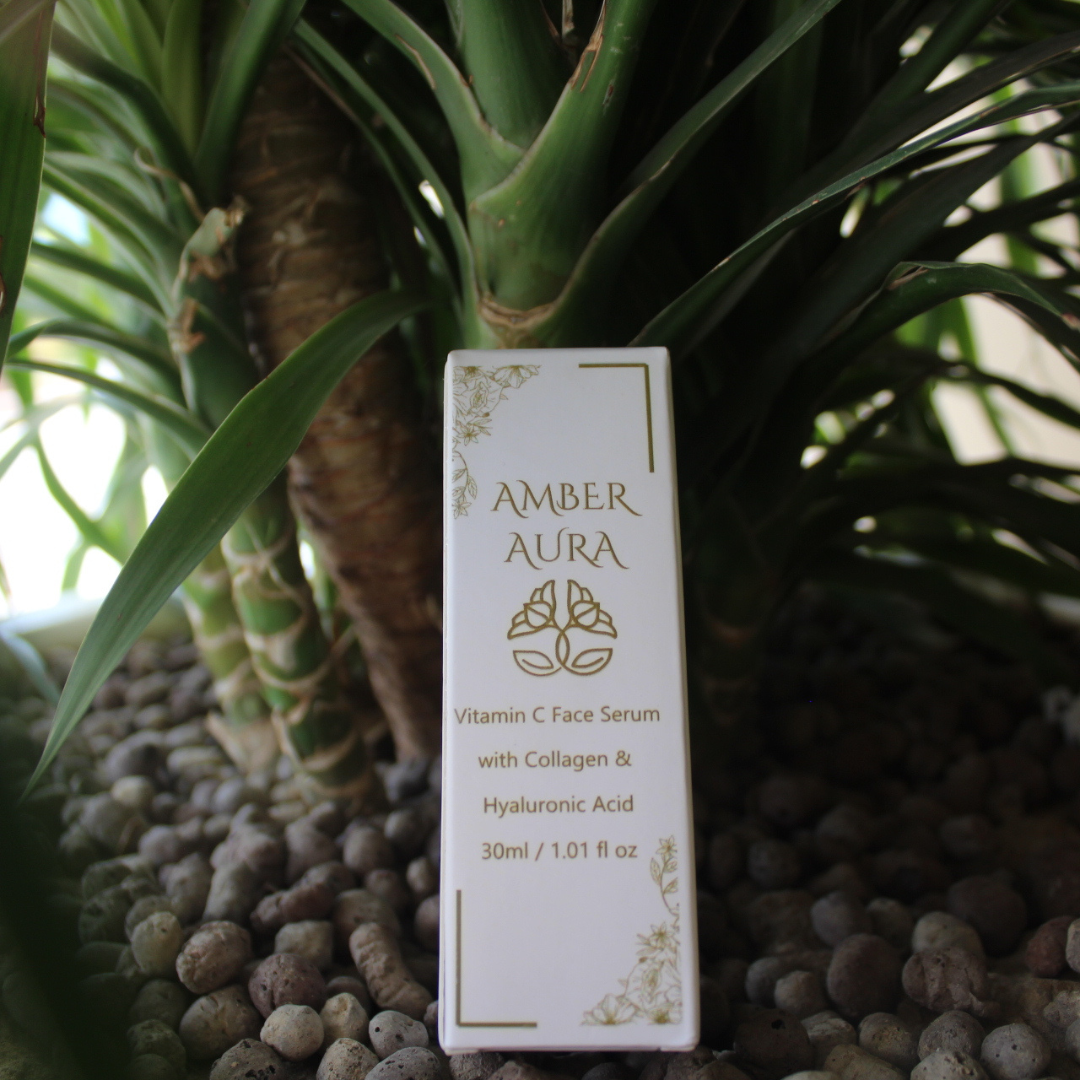 AMBER
AURA
Vitamin C Face Serum
with Collagen &
Hyaluronic Acid
30ml / 1.01 fl oz